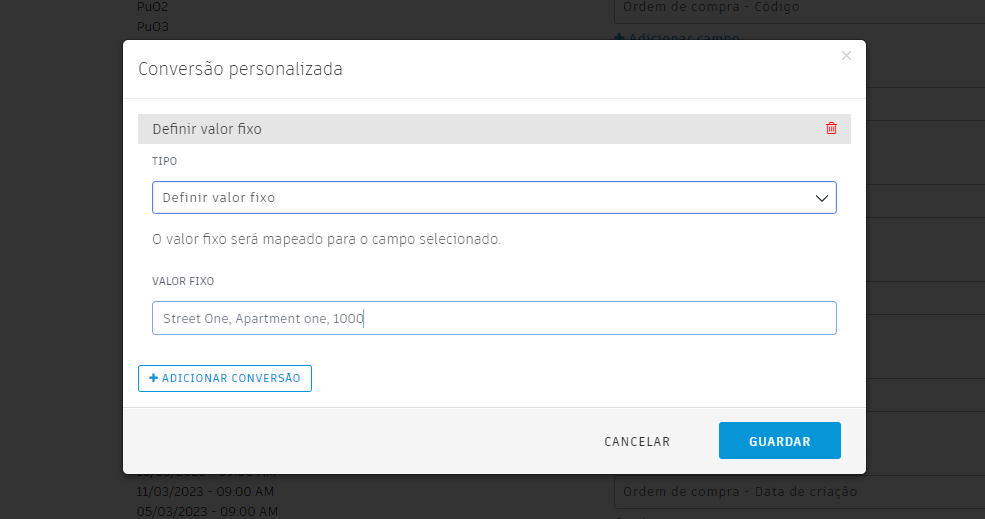 PuO2
PuO3
Ordem de compra - Código
+ Adicionar campo
Conversão personalizada
Definir valor fixo
TIPO
Definir valor fixo
O valor fixo será mapeado para o campo selecionado.
VALOR FIXO
Street One, Apartment one, 1000
+ ADICIONAR CONVERSÃO
CANCELAR
GUARDAR
11/03/2023 - 09:00 AM
05/03/2023 - 09:00 AM
Ordem de compra - Data de criação